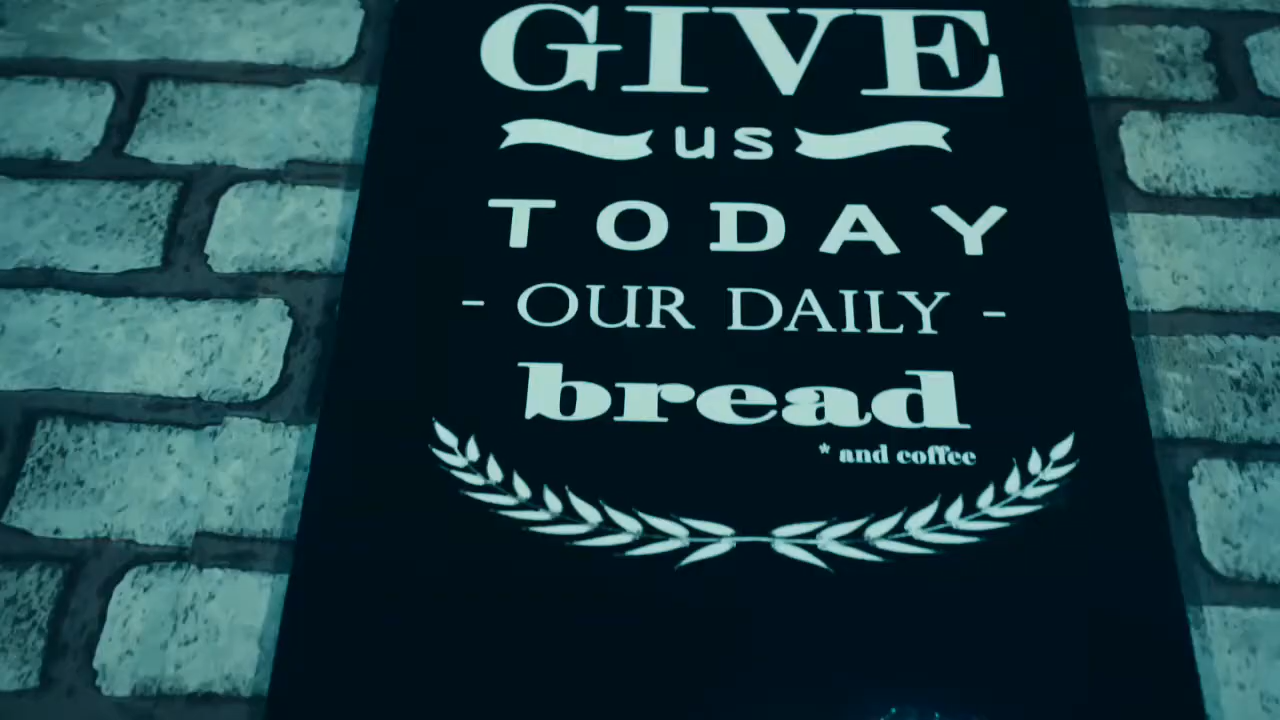 GIVE
us
TODAY
- OUR DAILY -
bread
* and coffee